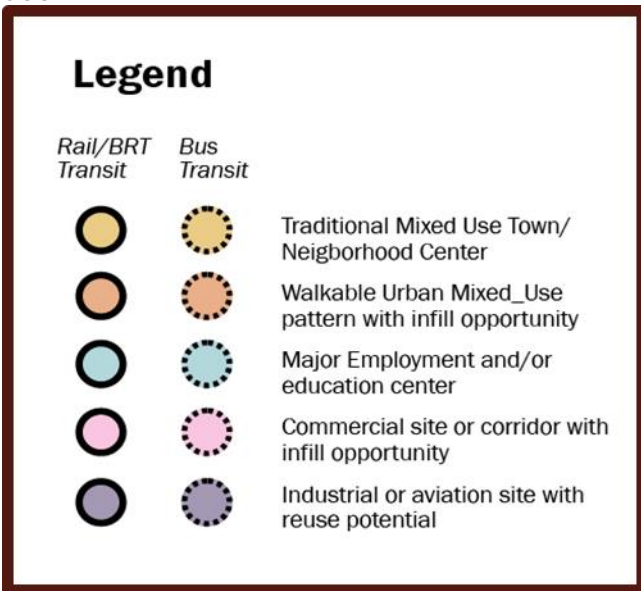 Legend
Rail/BRT Bus
Transit Transit
Traditional Mixed Use Town/
Neigborhood Center
Walkable Urban Mixed_Use
pattern with infill opportunity
Major Employment and/or
education center
Commercial site or corridor with
infill opportunity
Industrial or aviation site with
reuse potential